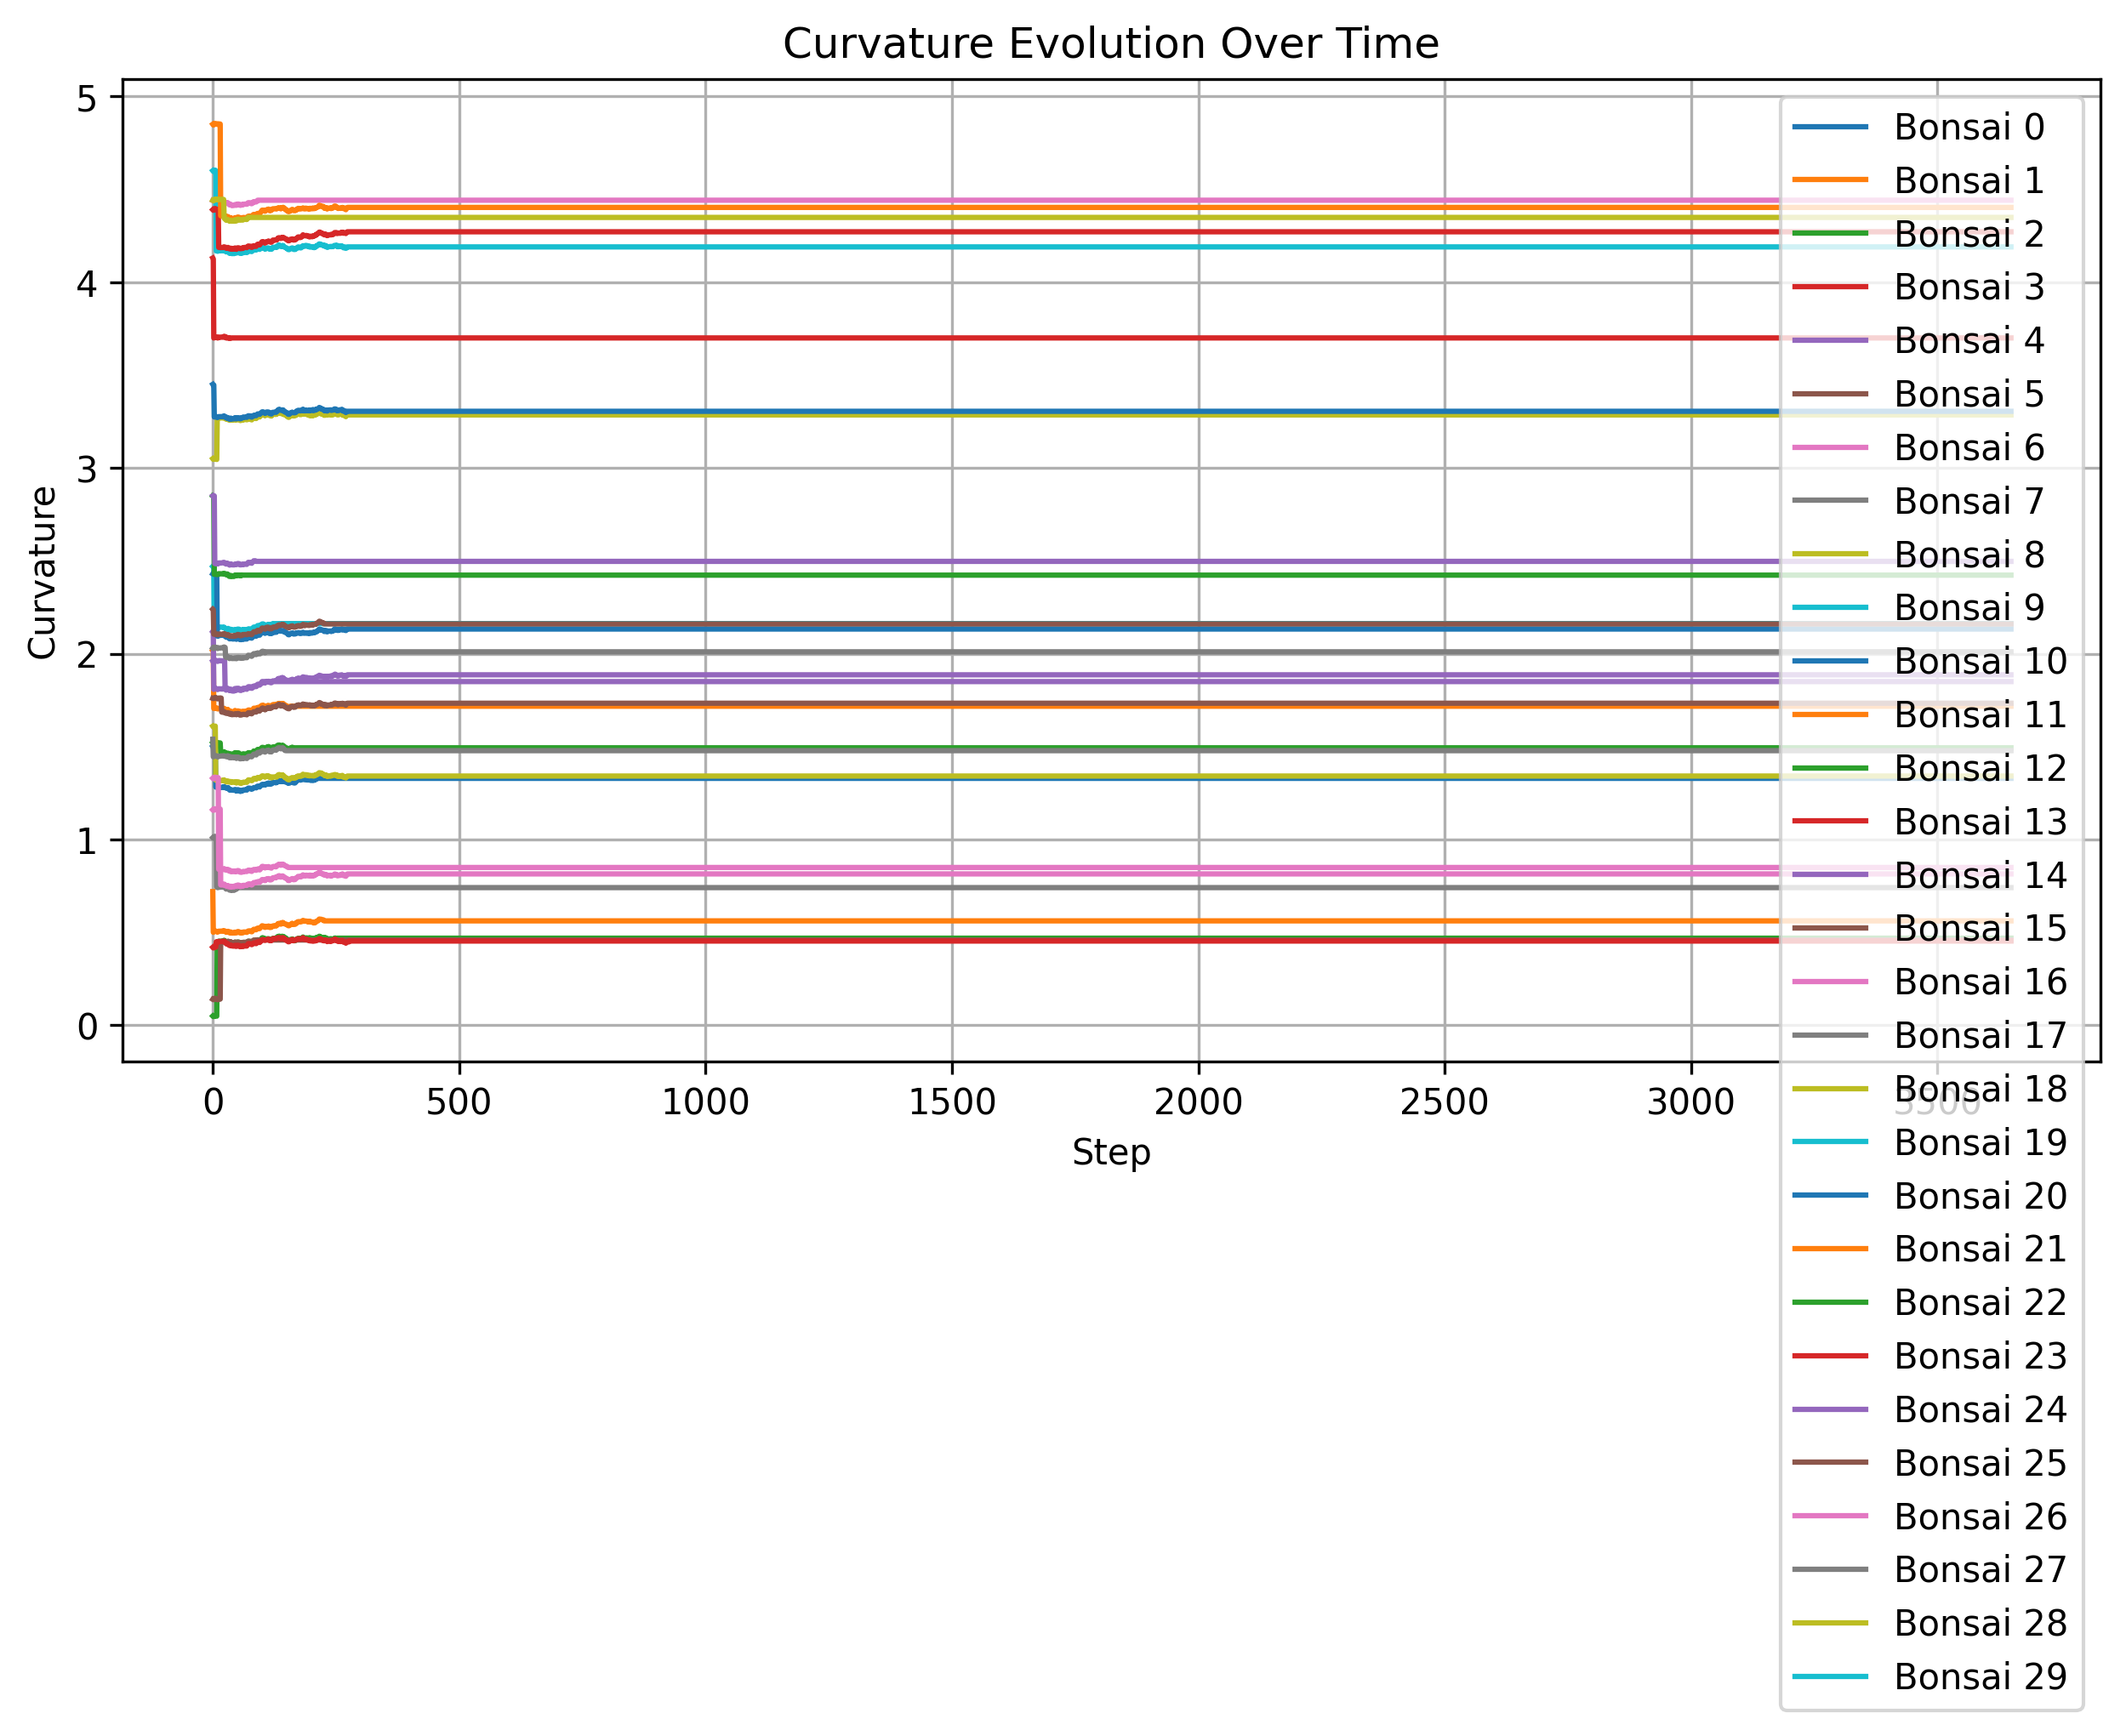 Curvature Evolution Over Time
Curvature
5
4
3
2
1
0
0 500 1000 1500 2000 2500 3000 3500
Step
Bonsai 0
Bonsai 1
Bonsai 2
Bonsai 3
Bonsai 4
Bonsai 5
Bonsai 6
Bonsai 7
Bonsai 8
Bonsai 9
Bonsai 10
Bonsai 11
Bonsai 12
Bonsai 13
Bonsai 14
Bonsai 15
Bonsai 16
Bonsai 17
Bonsai 18
Bonsai 19
Bonsai 20
Bonsai 21
Bonsai 22
Bonsai 23
Bonsai 24
Bonsai 25
Bonsai 26
Bonsai 27
Bonsai 28
Bonsai 29